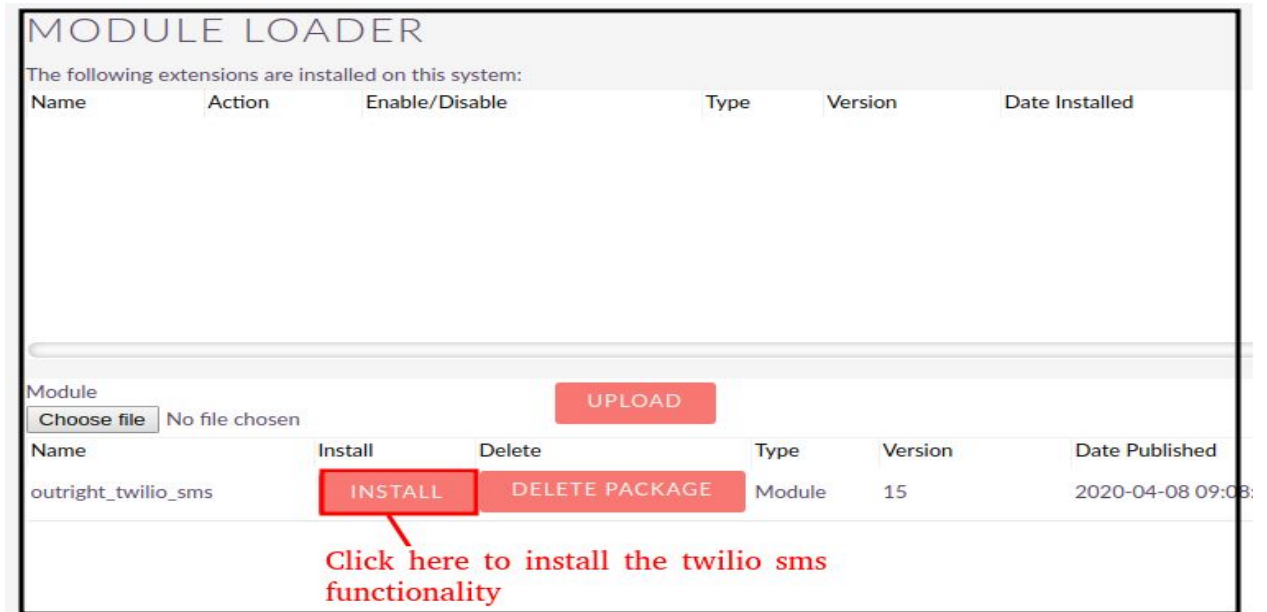 MODULE LOADER
The following extensions are installed on this system:
Name Action Enable/Disable Type Version Date Installed
Module
UPLOAD
Choose file No file chosen
Name Install Delete Type Version Date Published
outright_twilio_sms INSTALL DELETE PACKAGE Module 15 2020-04-08 09:08:
Click here to install the twilio sms
functionality